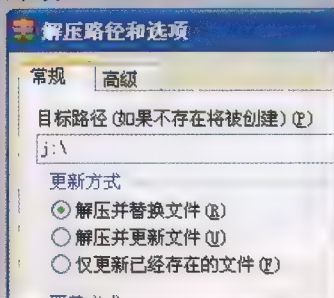 解压路径和选项
常规 高级
目标路径(如果不存在将被创建)(P)
j:\
更新方式
解压并替换文件(R)
解压并更新文件(U)
仅更新已经存在的文件(F)